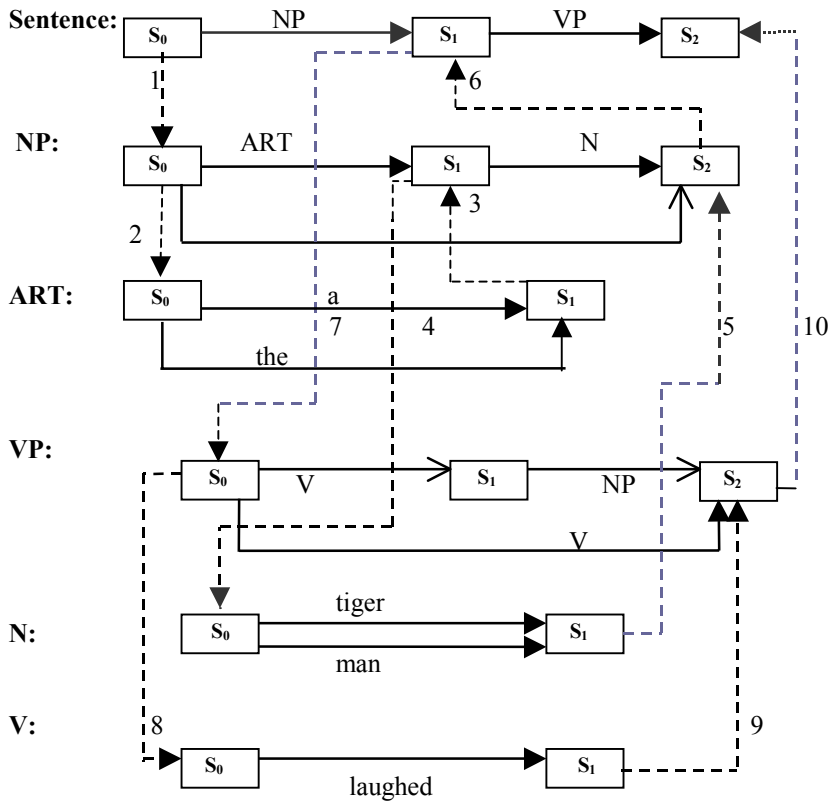 Sentence: S0 NP S1 VP S2
1 6
NP: S0 ART S1 N S2
2 3
ART: S0 a S1
7 4 5 10
the
VP: S0 V S1 NP S2
V
tiger
N: S0 S1
man
V: 8 9
S0 S1
laughed